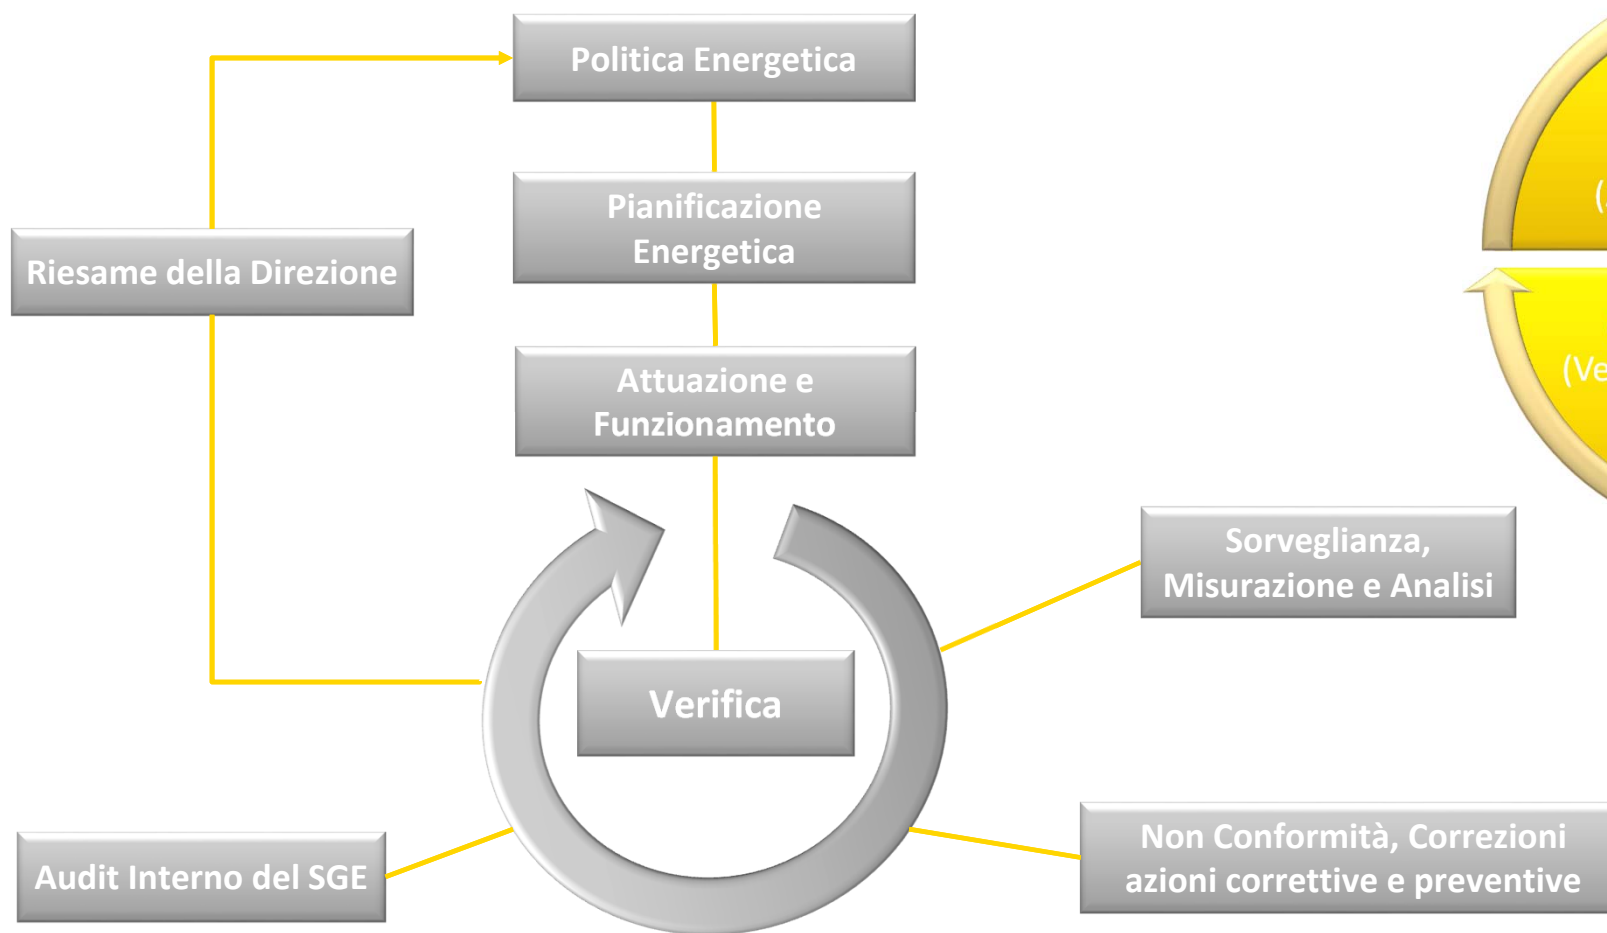 Politica Energetica
Pianificazione
Energetica
Riesame della Direzione
Attuazione e
Funzionamento
Sorveglianza,
Misurazione e Analisi
Verifica
Non Conformità, Correzioni
azioni correttive e preventive
Audit Interno del SGE